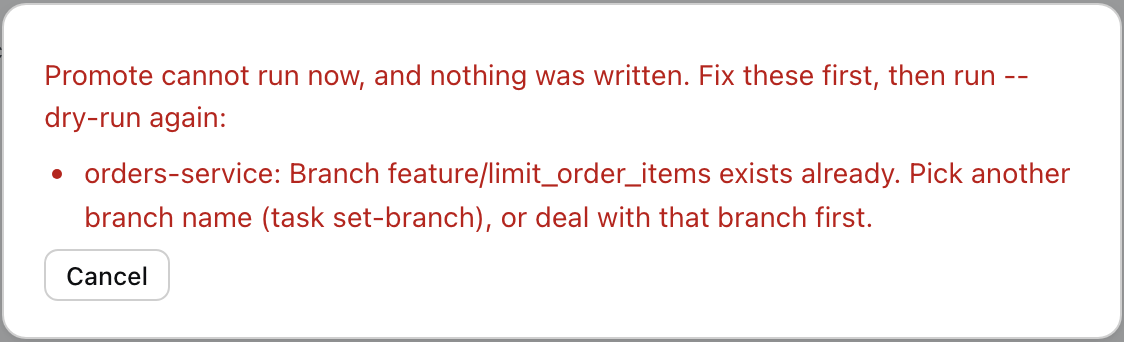 Promote cannot run now, and nothing was written. Fix these first, then run --
dry-run again:
• orders-service: Branch feature/limit_order_items exists already. Pick another
branch name (task set-branch), or deal with that branch first.
Cancel